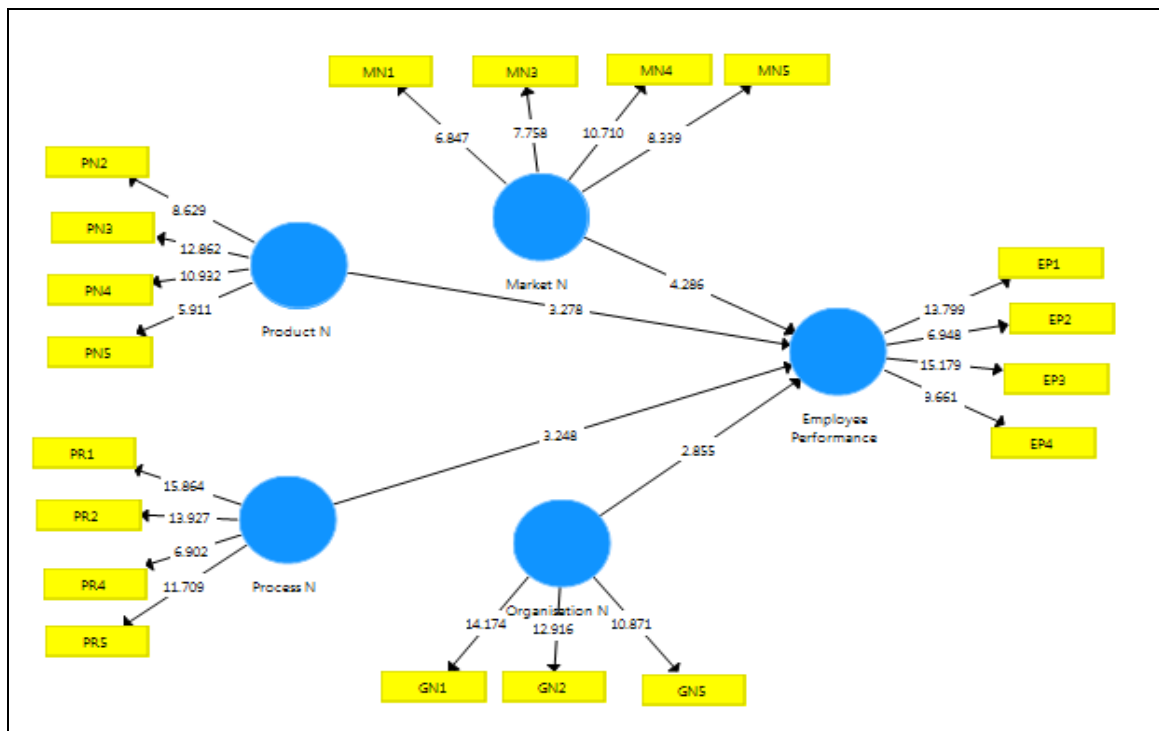 MN1
MN3
MN4
MN5
6.847
7.758
10.710
8.339
Market N
PN2
PN3
PN4
PN5
8.629
12.862
10.932
5.911
Product N
4.286
3.278
3.248
2.855
EP1
EP2
EP3
EP4
13.799
6.948
15.179
9.661
Employee
Performance
PR1
PR2
PR4
PR5
15.864
13.927
6.902
11.709
Process N
Organisation N
14.174
12.916
10.871
GN1
GN2
GN5